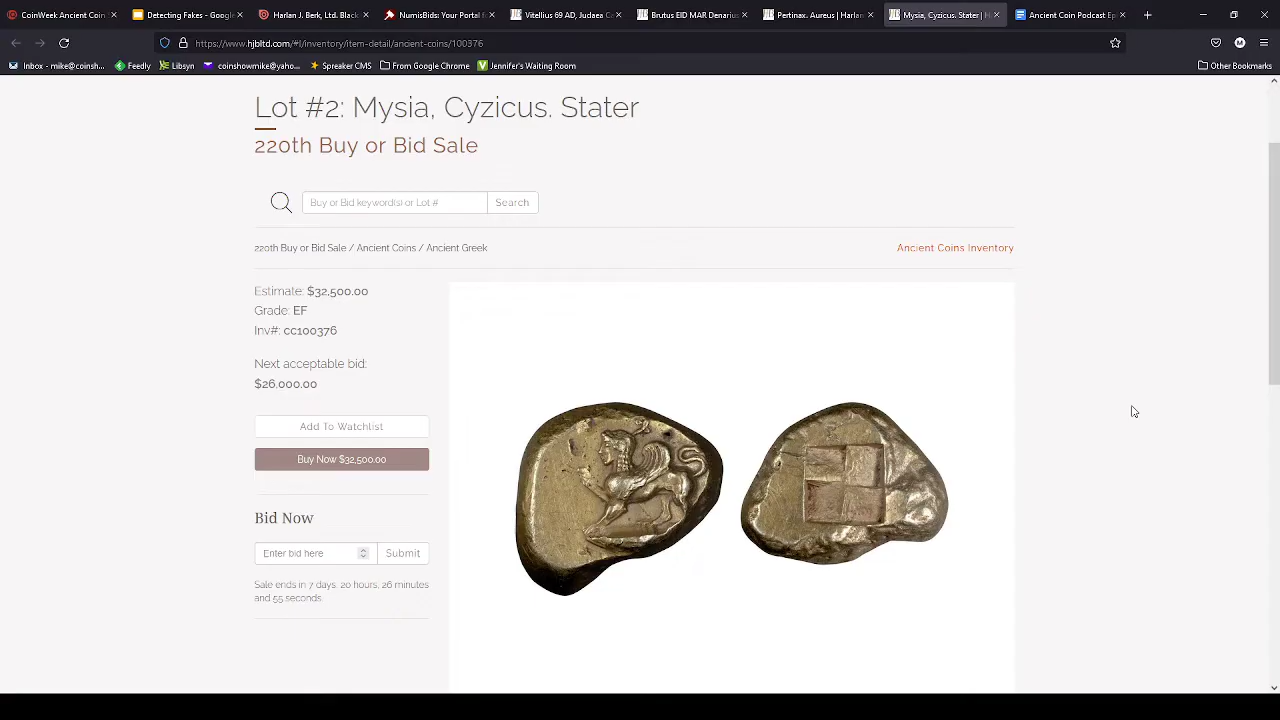 CoinWeek Ancient Coin
Detecting Fakes - Google
Harlan J. Berk, Ltd. Black
NumisBids: Your Portal
Vitellius 69 AD, Judaea
Brutus EID MAR Denarius
Pertinax. Aureus | Harlan
Mysia, Cyzicus. Stater | H
Ancient Coin Podcast Ep
https://www.hjbltd.com/#!/inventory/item-detail/ancient-coins/100376
M
Inbox - mike@coinsh...
Feedly
Libsyn
coinshowmike@yaho...
Spreaker CMS
From Google Chrome
Jennifer's Waiting Room
Other Bookmarks
Lot #2: Mysia, Cyzicus. Stater
220th Buy or Bid Sale
Buy or Bid keyword(s) or Lot #
Search
220th Buy or Bid Sale / Ancient Coins / Ancient Greek
Ancient Coins Inventory
Estimate: $32,500.00
Grade: EF
Inv#: cc100376
Next acceptable bid:
$26,000.00
Add To Watchlist
Buy Now $32,500.00
Bid Now
Enter bid here
Submit
Sale ends in 7 days, 20 hours, 26 minutes
and 55 seconds